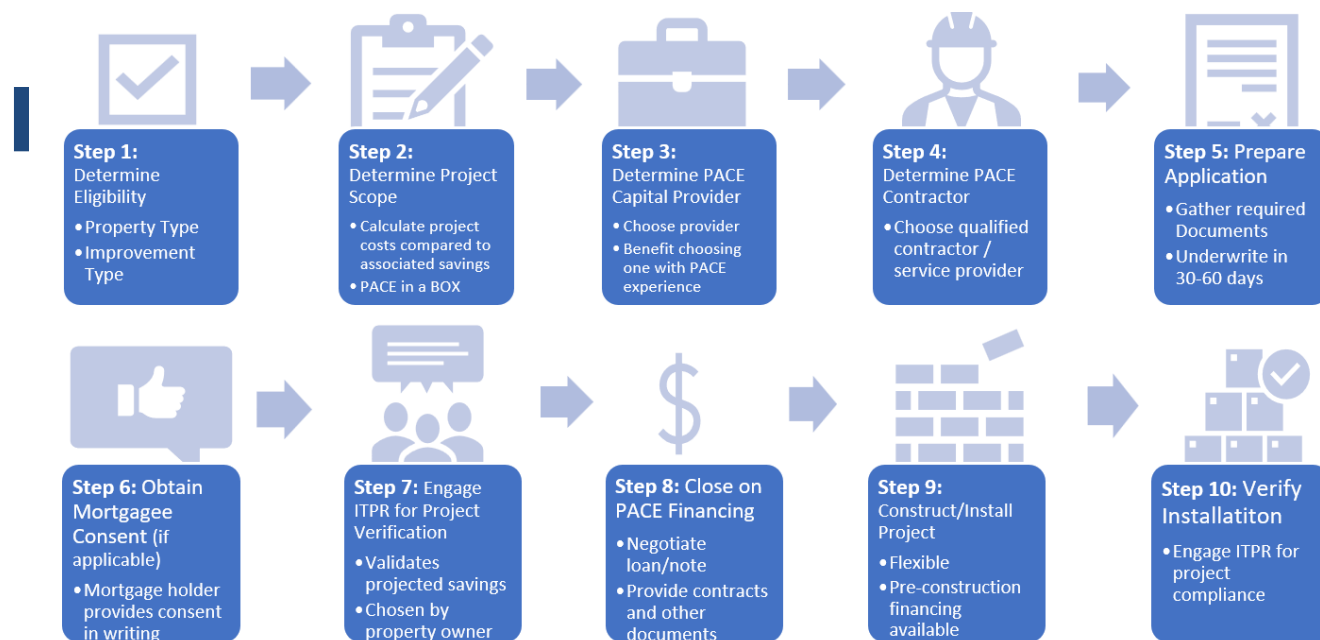 Step 1:
Determine
Eligibility
•Property Type
•Improvement
Type
Step 2:
Determine Project
Scope
•Calculate project
costs compared to
associated savings
•PACE in a BOX
Step 3:
Determine PACE
Capital Provider
•Choose provider
•Benefit choosing
one with PACE
experience
Step 4:
Determine PACE
Contractor
•Choose qualified
contractor /
service provider
Step 5: Prepare
Application
•Gather required
Documents
•Underwrite in
30-60 days
Step 6: Obtain
Mortgagee
Consent (if
applicable)
•Mortgage holder
provides consent
in writing
Step 7: Engage
ITPR for Project
Verification
•Validates
projected savings
•Chosen by
property owner
Step 8: Close on
PACE Financing
•Negotiate
loan/note
•Provide contracts
and other
documents
Step 9:
Construct/Install
Project
•Flexible
•Pre-construction
financing
available
Step 10: Verify
Installatiton
•Engage ITPR for
project
compliance